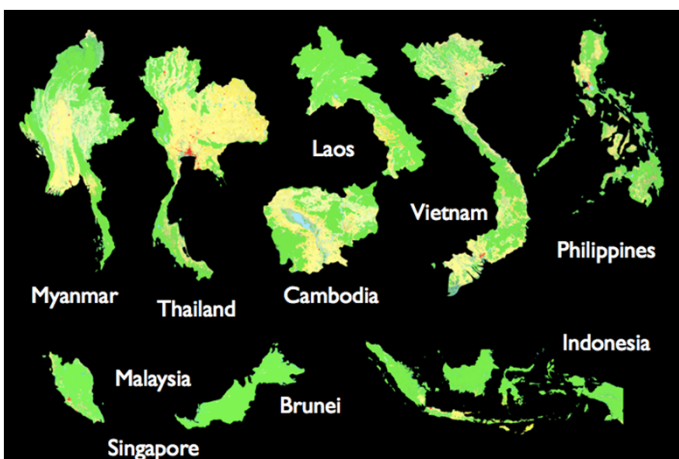 Laos
Vietnam
Philippines
Myanmar
Thailand
Cambodia
Indonesia
Malaysia
Brunei
Singapore